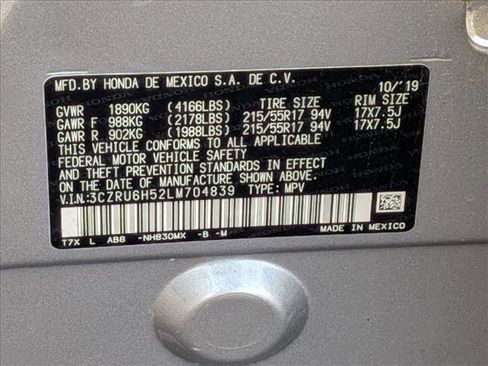 MFD.BY HONDA DE MEXICO S.A. DE C.V.
10/'19
GVWR 1890KG (4166LBS) TIRE SIZE RIM SIZE
GAWR F 988KG (2178LBS) 215/55R17 94V 17X7.5J
GAWR R 902KG (1988LBS) 215/55R17 94V 17X7.5J
THIS VEHICLE CONFORMS TO ALL APPLICABLE
FEDERAL MOTOR VEHICLE SAFETY
AND THEFT PREVENTION STANDARDS IN EFFECT
ON THE DATE OF MANUFACTURE SHOWN ABOVE.
V.I.N:3CZRU6H52LM704839 TYPE: MPV
T7X L ABB -NH830MX -B -M
MADE IN MEXICO